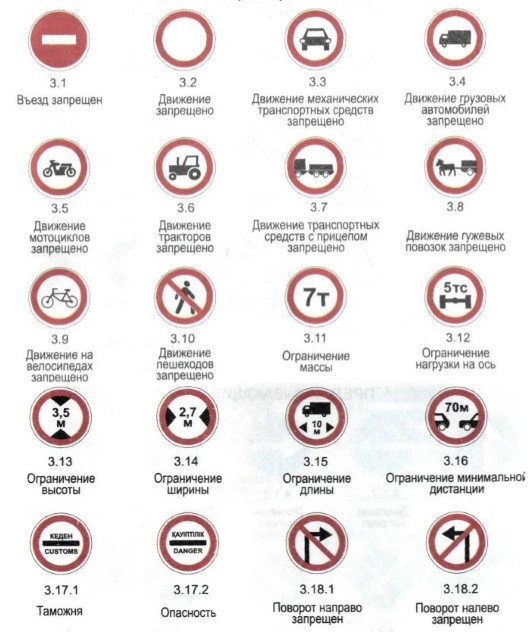 3.1
Въезд запрещен
3.2
Движение
запрещено
3.3
Движение механических
транспортных средств
запрещено
3.4
Движение грузовых
автомобилей
запрещено
3.5
Движение
мотоциклов
запрещено
3.6
Движение
тракторов
запрещено
3.7
Движение транспортных
средств с прицепом
запрещено
3.8
Движение гужевых
повозок запрещено
3.9
Движение на
велосипедах
запрещено
3.10
Движение
пешеходов
запрещено
7т
3.11
Ограничение
массы
5тс
3.12
Ограничение
нагрузки на ось
3,5
м
3.13
Ограничение
высоты
2,7
м
3.14
Ограничение
ширины
10
м
3.15
Ограничение
длины
70м
3.16
Ограничение минимальной
дистанции
КЕДЕН
CUSTOMS
3.17.1
Таможня
ҚАУІПТІЛІК
DANGER
3.17.2
Опасность
3.18.1
Поворот направо
запрещен
3.18.2
Поворот налево
запрещен